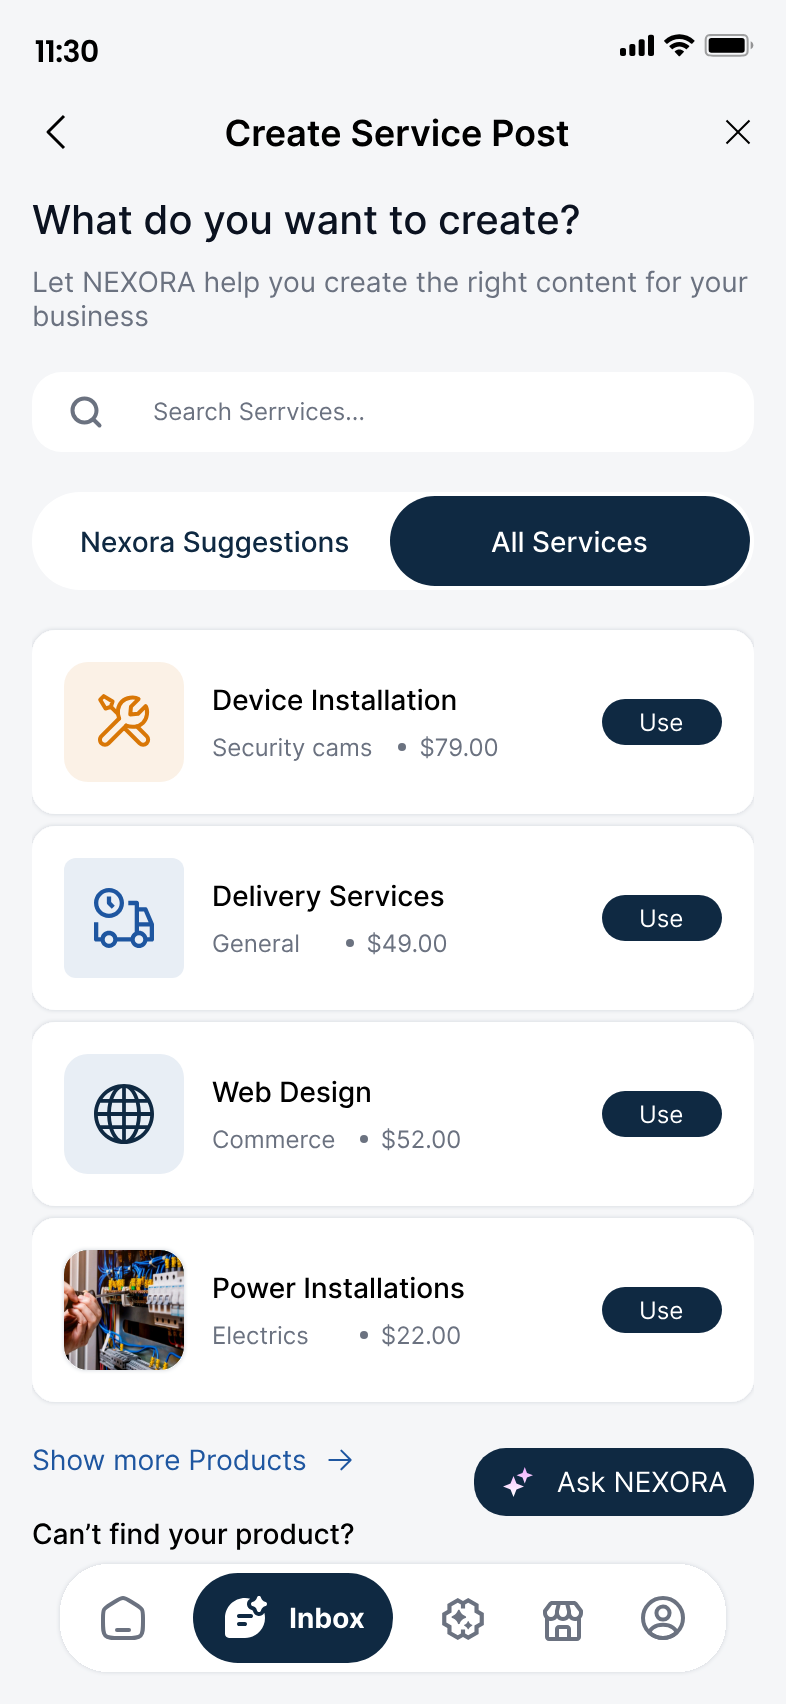 11:30
Create Service Post
What do you want to create?
Let NEXORA help you create the right content for your
business
Search Serrvices...
Nexora Suggestions
All Services
Device Installation
Security cams • $79.00
Use
Delivery Services
General • $49.00
Use
Web Design
Commerce • $52.00
Use
Power Installations
Electrics • $22.00
Use
Show more Products →
Ask NEXORA
Can't find your product?
Inbox